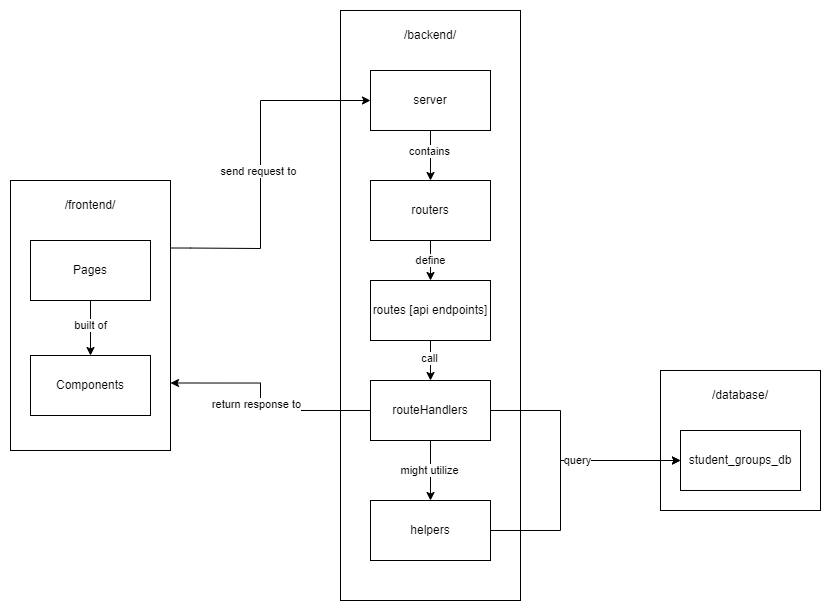 /backend/
server
contains
send request to
/frontend/
routers
Pages
define
routes [api endpoints]
built of
call
Components
return response to
routeHandlers
/database/
might utilize
query
student_groups_db
helpers